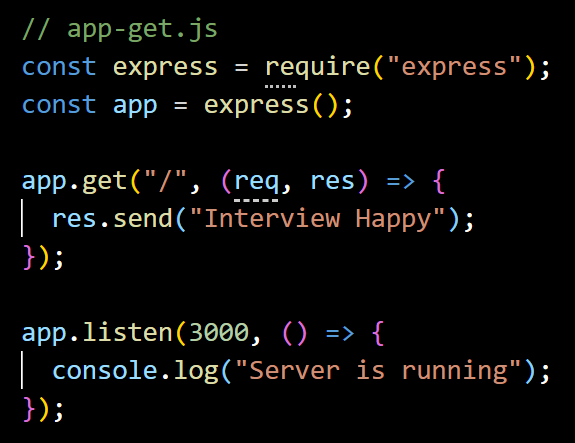 // app-get.js
const express = require("express");
const app = express();
app.get("/", (req, res) => {
  res.send("Interview Happy");
});
app.listen(3000, () => {
  console.log("Server is running");
});